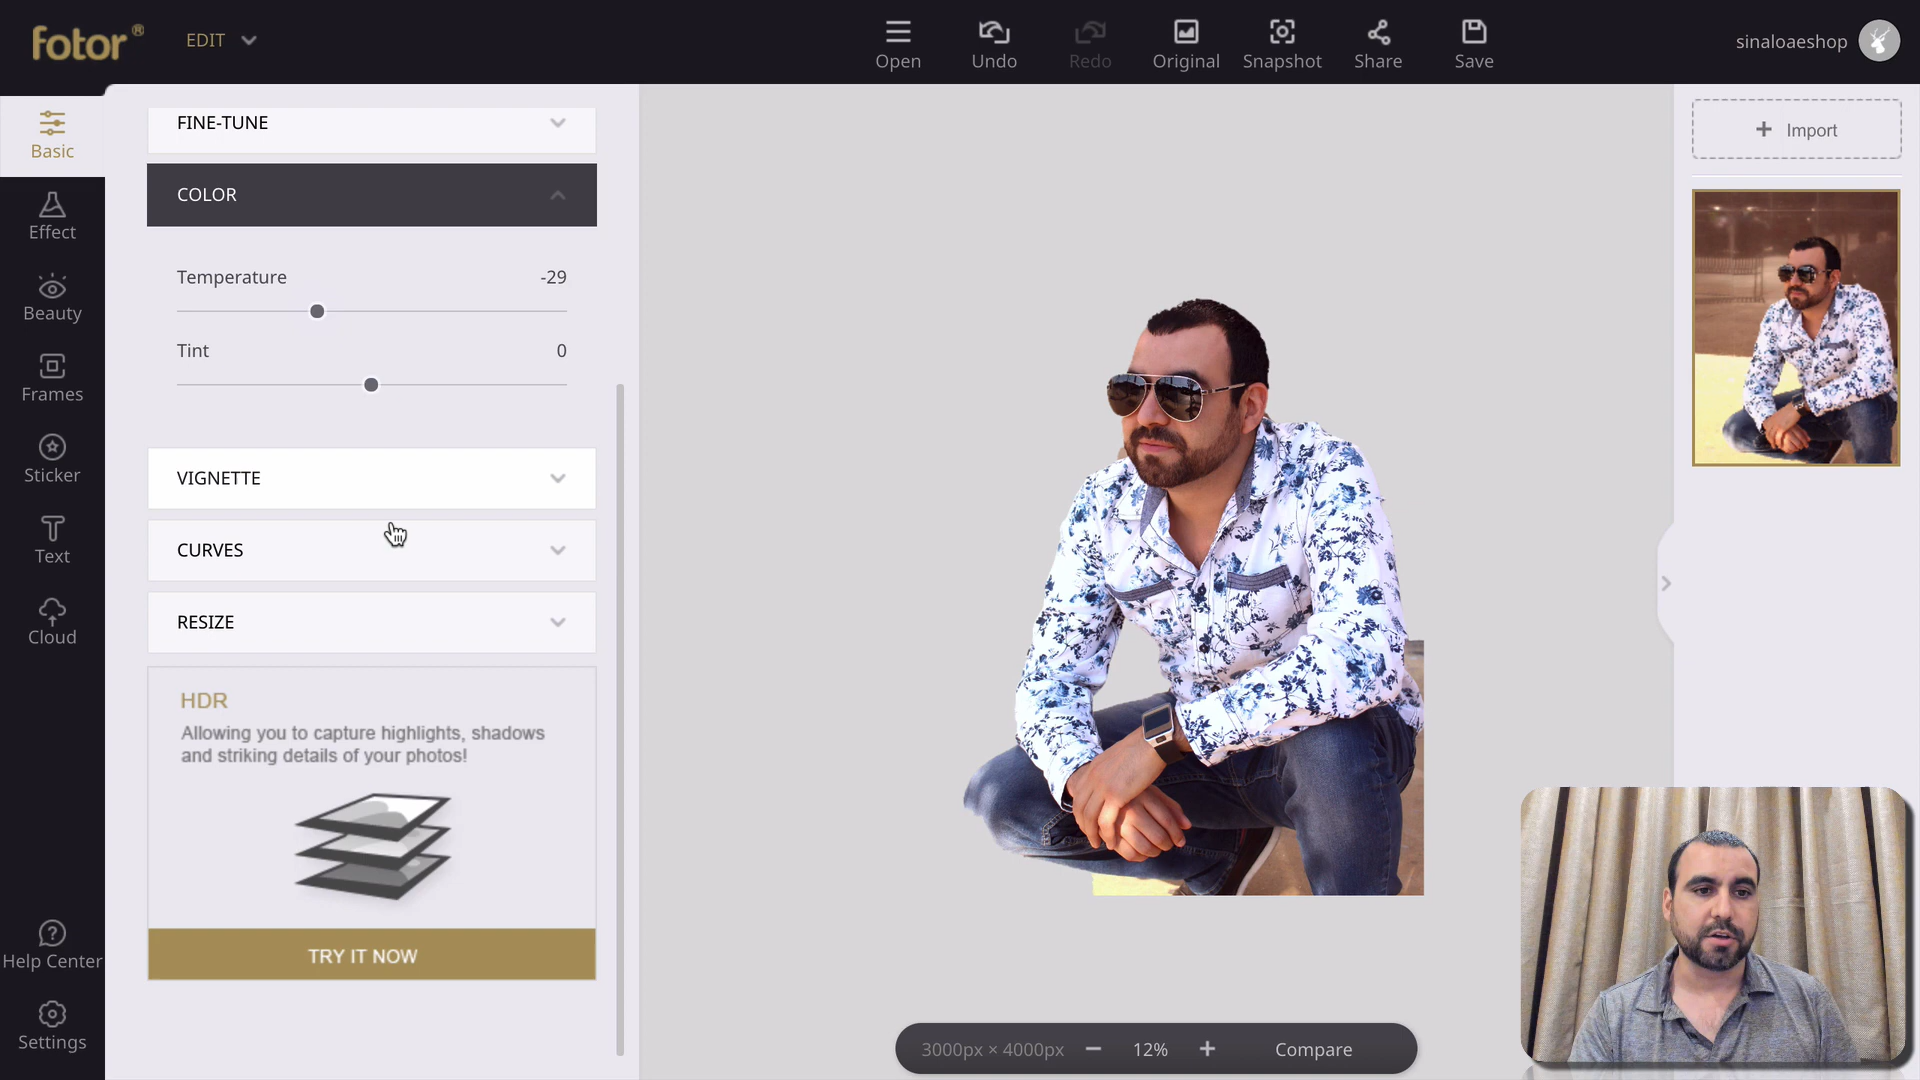 fotor®
EDIT
Open
Undo
Redo
Original
Snapshot
Share
Save
sinaloaeshop
Basic
Effect
Beauty
Frames
Sticker
Text
Cloud
Help Center
Settings
FINE-TUNE
COLOR
Temperature -29
Tint 0
VIGNETTE
CURVES
RESIZE
HDR
Allowing you to capture highlights, shadows
and striking details of your photos!
TRY IT NOW
3000px × 4000px
12%
Compare
Import